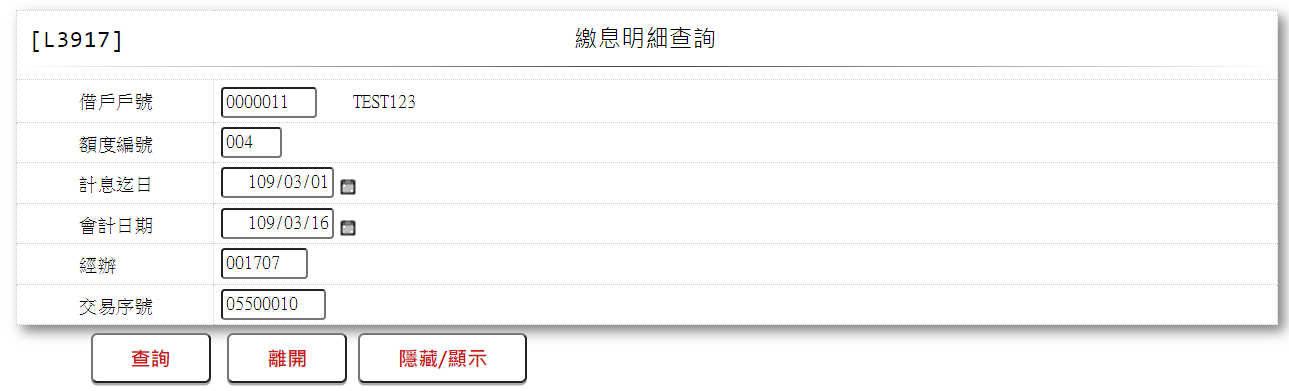 [L3917] 繳息明細查詢
借戶戶號 0000011 TEST123
額度編號 004
計息迄日 109/03/01
會計日期 109/03/16
經辦 001707
交易序號 05500010
查詢 離開 隱藏/顯示